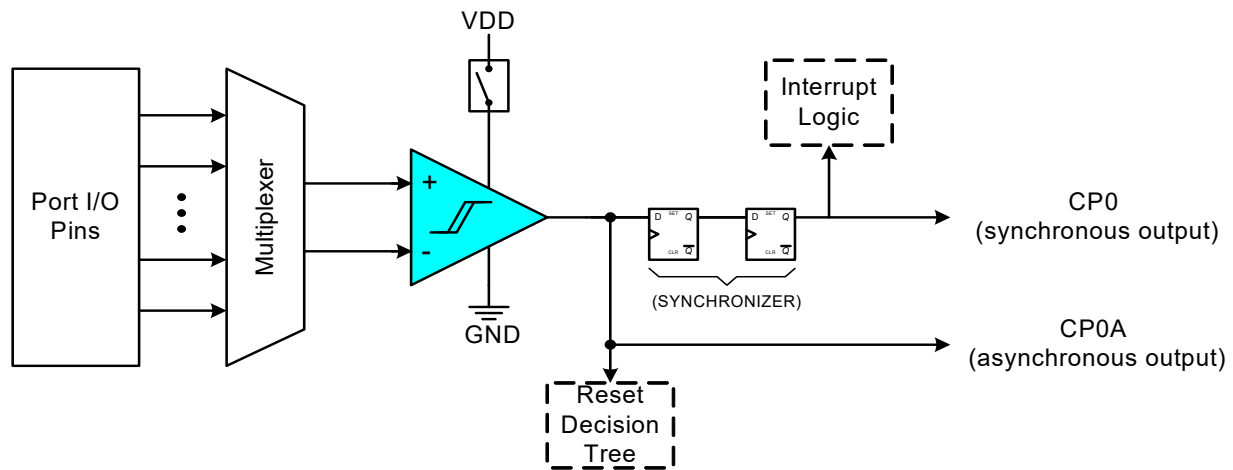 VDD
Port I/O
Pins
Multiplexer
+
-
GND
D SET Q
CLR Q
D SET Q
CLR Q
(SYNCHRONIZER)
Interrupt
Logic
CP0
(synchronous output)
CP0A
(asynchronous output)
Reset
Decision
Tree